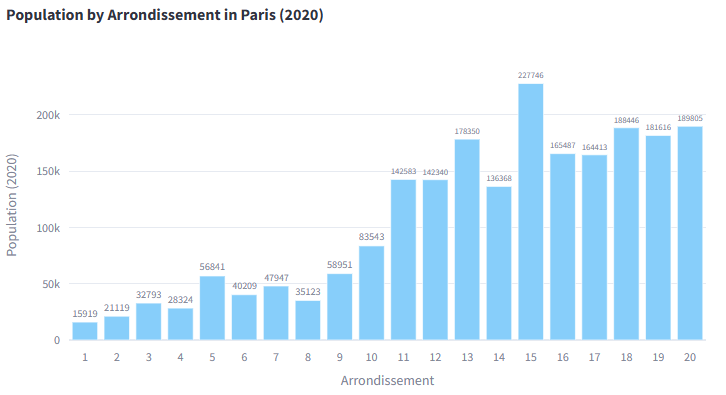 Population by Arrondissement in Paris (2020)
227746
200k
188446
189805
178350
181616
165487
164413
150k
142583
142340
136368
Population (2020)
100k
83543
56841
58951
50k
47947
40209
35123
32793
28324
21119
15919
0
1 2 3 4 5 6 7 8 9 10 11 12 13 14 15 16 17 18 19 20
Arrondissement